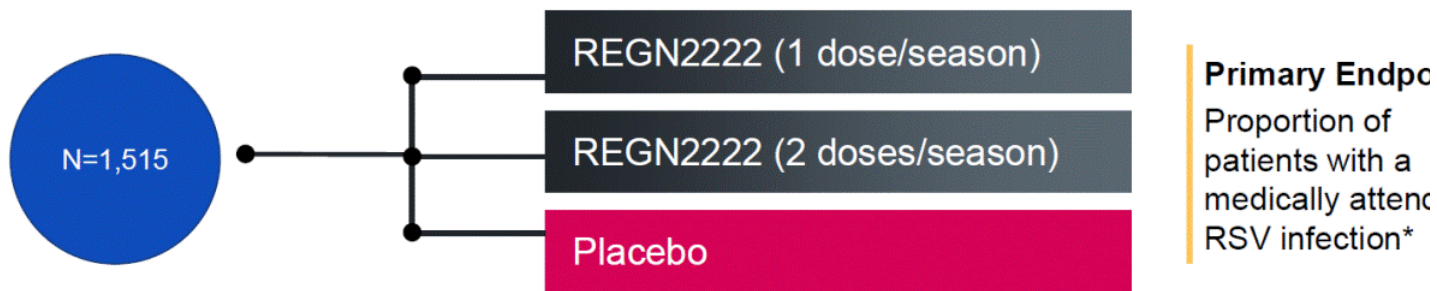 N=1,515
REGN2222 (1 dose/season)
REGN2222 (2 doses/season)
Placebo
Primary Endpo
Proportion of
patients with a
medically attend
RSV infection*